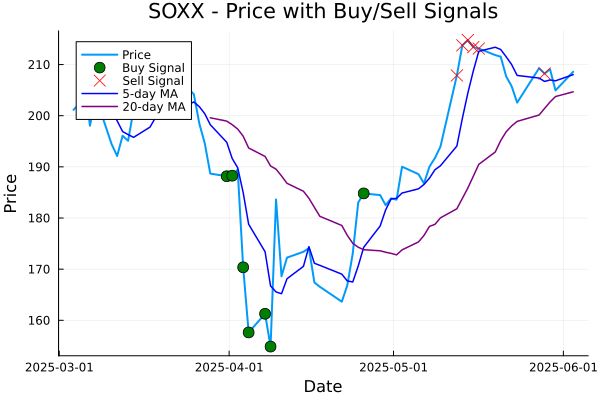 SOXX - Price with Buy/Sell Signals
Price
Buy Signal
Sell Signal
5-day MA
20-day MA
210
200
190
180
170
160
Price
2025-03-01
2025-04-01
2025-05-01
2025-06-01
Date